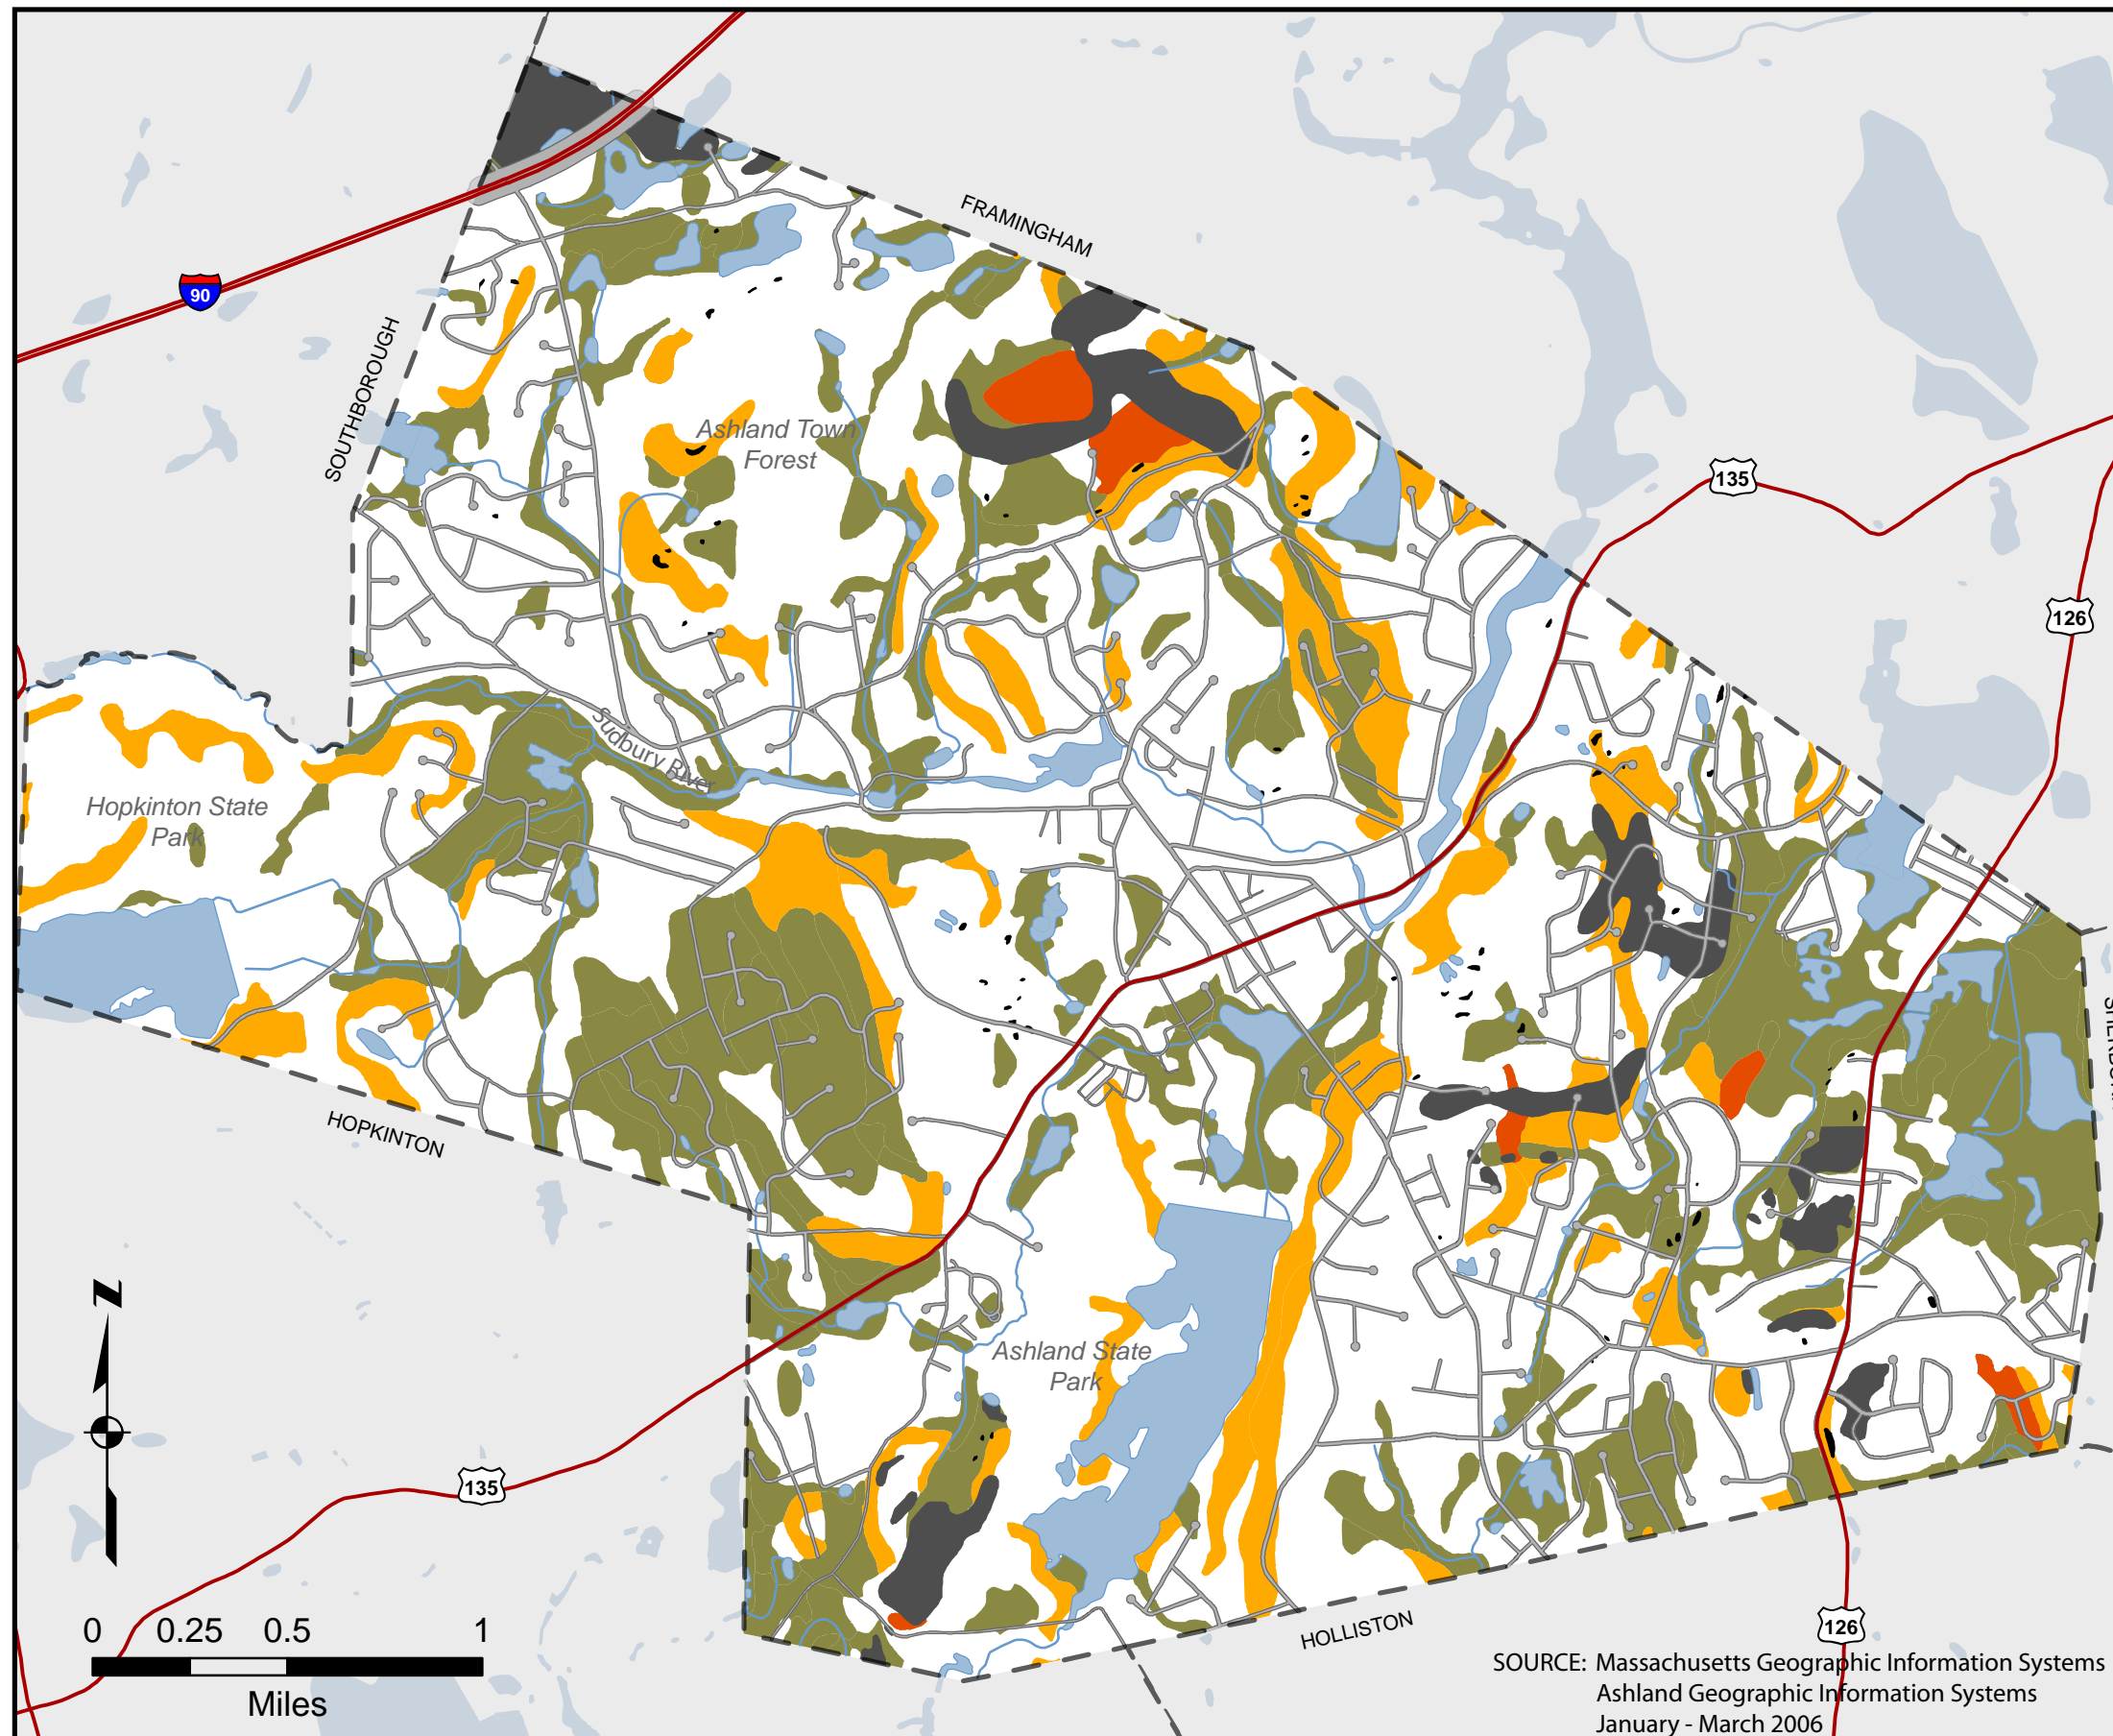 FRAMINGHAM
90
SOUTHBOROUGH
Ashland Town
Forest
135
126
Sudbury River
Hopkinton State
Park
HOPKINTON
N
Ashland State
Park
135
0 0.25 0.5 1
Miles
HOLLISTON
126
SOURCE: Massachusetts Geographic Information Systems
Ashland Geographic Information Systems
January - March 2006